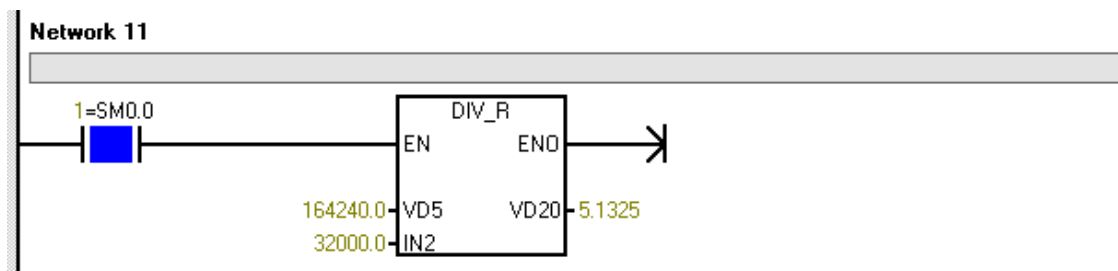 Network 11
1=SM0.0
DIV_R
EN ENO
164240.0 VD5 VD20 5.1325
32000.0 IN2